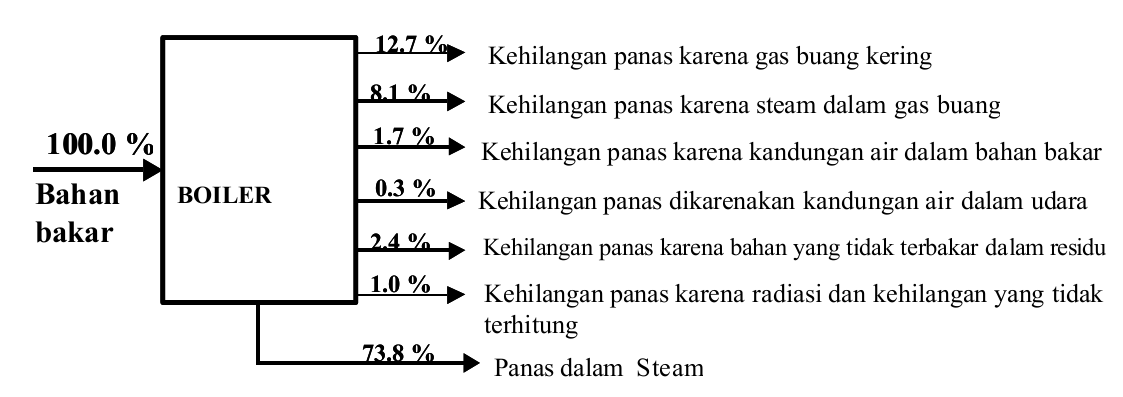 12.7 %
Kehilangan panas karena gas buang kering
8.1 %
Kehilangan panas karena steam dalam gas buang
100.0 %
1.7 %
Kehilangan panas karena kandungan air dalam bahan bakar
Bahan
bakar
BOILER
0.3 %
Kehilangan panas dikarenakan kandungan air dalam udara
2.4 %
Kehilangan panas karena bahan yang tidak terbakar dalam residu
1.0 %
Kehilangan panas karena radiasi dan kehilangan yang tidak
terhitung
73.8 %
Panas dalam Steam